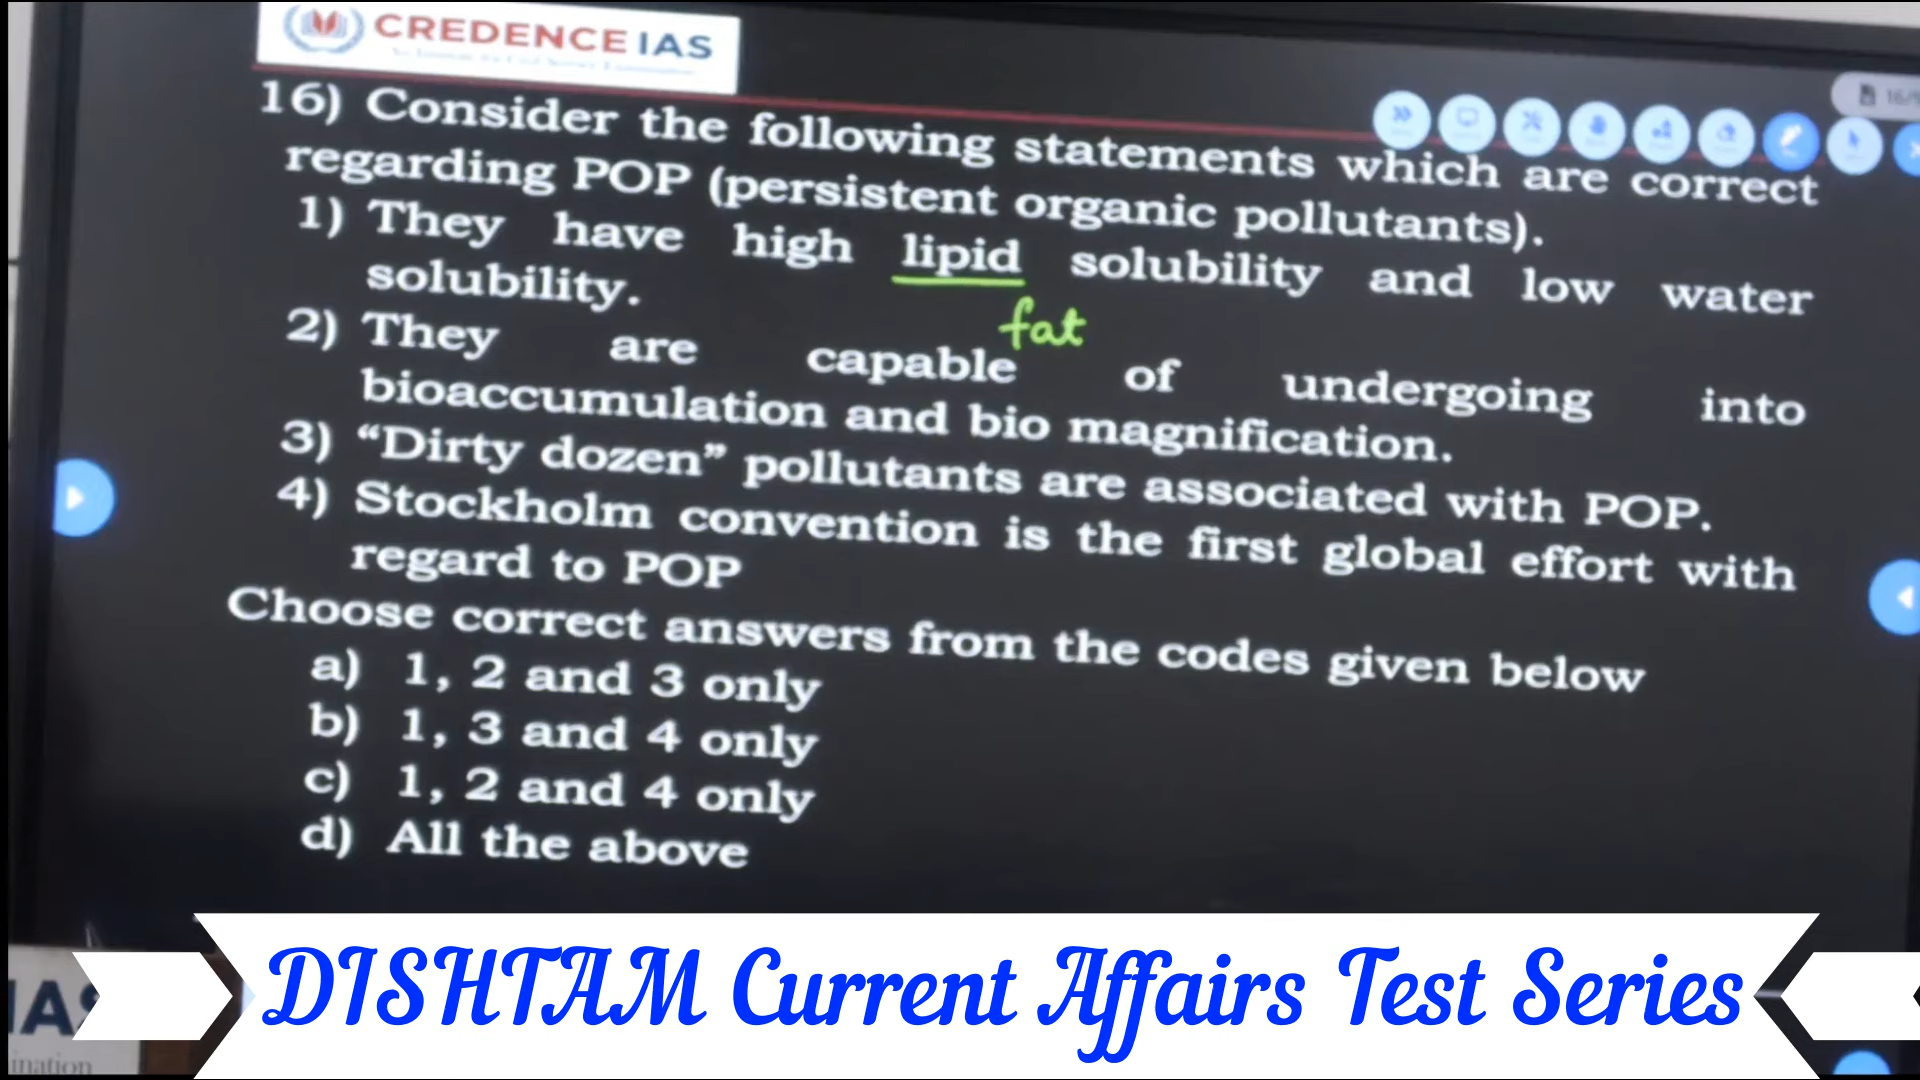 CREDENCE IAS
16) Consider the following statements which are correct
regarding POP (persistent organic pollutants).
1) They have high lipid solubility and low water
solubility.
fat
2) They are capable of undergoing into
bioaccumulation and bio magnification.
3) “Dirty dozen” pollutants are associated with POP.
4) Stockholm convention is the first global effort with
regard to POP
Choose correct answers from the codes given below
a) 1, 2 and 3 only
b) 1, 3 and 4 only
c) 1, 2 and 4 only
d) All the above
DISHTAM Current Affairs Test Series